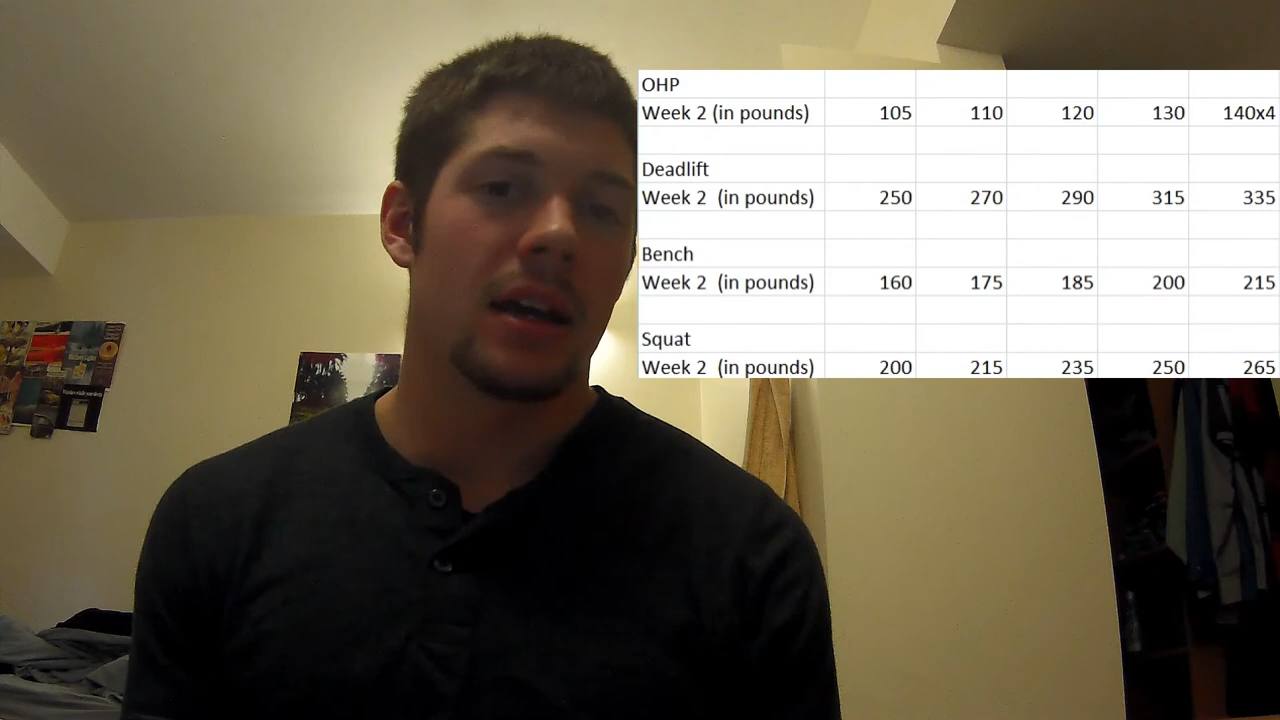 OHP
Week 2 (in pounds) 105 110 120 130 140x4
Deadlift
Week 2 (in pounds) 250 270 290 315 335
Bench
Week 2 (in pounds) 160 175 185 200 215
Squat
Week 2 (in pounds) 200 215 235 250 265